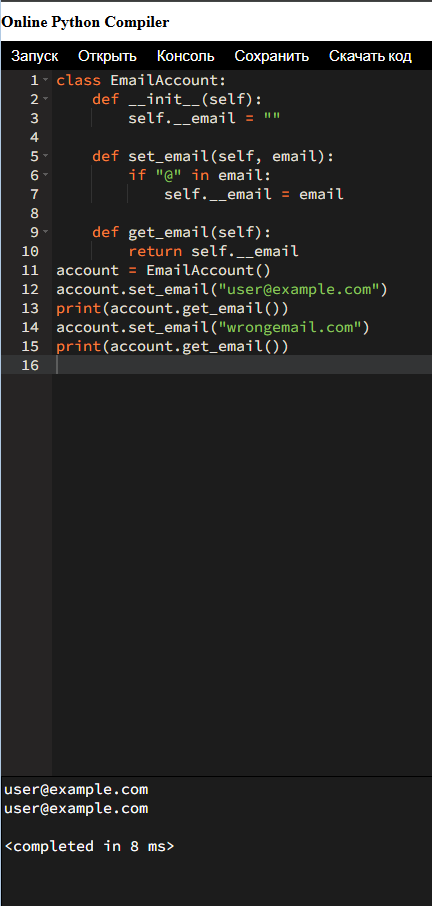 Online Python Compiler
Запуск Открыть Консоль Сохранить Скачать код
1 class EmailAccount:
2     def __init__(self):
3         self.__email = ""
4
5     def set_email(self, email):
6         if "@" in email:
7             self.__email = email
8
9     def get_email(self):
10         return self.__email
11 account = EmailAccount()
12 account.set_email("user@example.com")
13 print(account.get_email())
14 account.set_email("wrongemail.com")
15 print(account.get_email())
16
user@example.com
user@example.com
<completed in 8 ms>